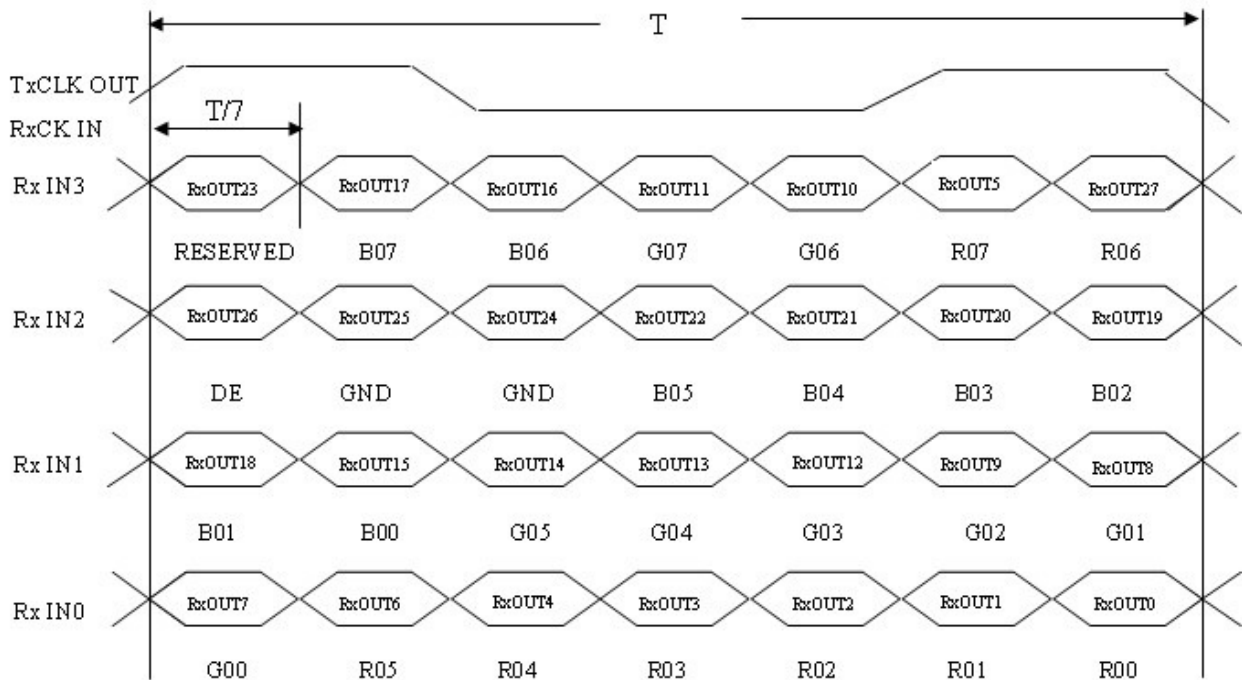 T
TxCLK OUT
T/7
RxCK IN
Rx IN3 RxOUT23 RxOUT17 RxOUT16 RxOUT11 RxOUT10 RxOUT5 RxOUT27
RESERVED B07 B06 G07 G06 R07 R06
Rx IN2 RxOUT26 RxOUT25 RxOUT24 RxOUT22 RxOUT21 RxOUT20 RxOUT19
DE GND GND B05 B04 B03 B02
Rx IN1 RxOUT18 RxOUT15 RxOUT14 RxOUT13 RxOUT12 RxOUT9 RxOUT8
B01 B00 G05 G04 G03 G02 G01
Rx IN0 RxOUT7 RxOUT6 RxOUT4 RxOUT3 RxOUT2 RxOUT1 RxOUT0
G00 R05 R04 R03 R02 R01 R00